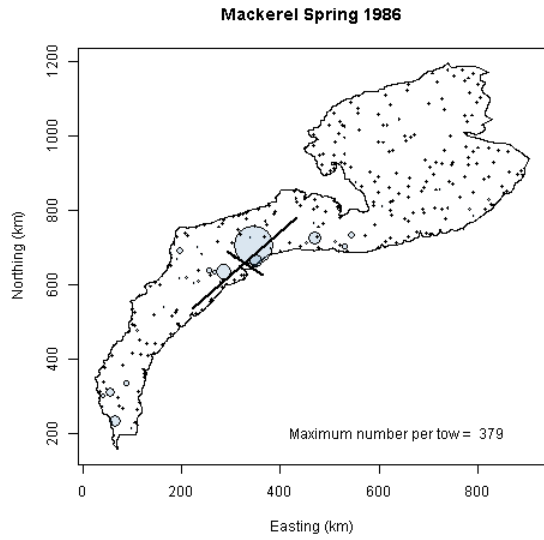 Mackerel Spring 1986
Northing (km)
1200
1000
800
600
400
200
Maximum number per tow = 379
0 200 400 600 800
Easting (km)